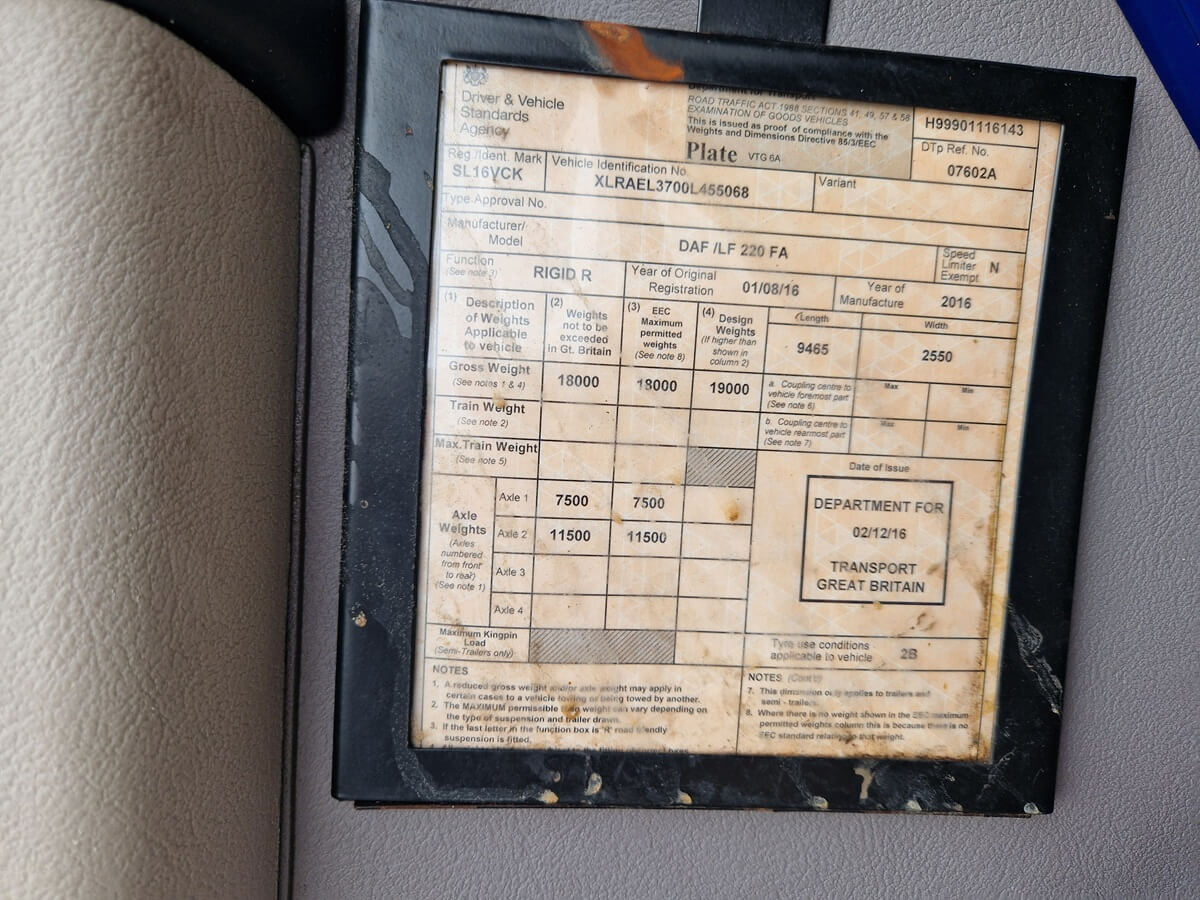 Driver & Vehicle
Standards
Agency
Department for Transport
ROAD TRAFFIC ACT 1988 SECTIONS 41, 49, 57 & 58
EXAMINATION OF GOODS VEHICLES
This is issued as proof of compliance with the
Weights and Dimensions Directive 85/3/EEC
Plate VTG 6A
H99901116143
DTp Ref. No.
07602A
Reg./Ident. Mark
SL16VCK
Vehicle Identification No.
XLRAEL3700L455068
Variant
Type Approval No.
Manufacturer/
Model
DAF /LF 220 FA
Speed
Limiter
Exempt
N
Function
(See note 3)
RIGID R
Year of Original
Registration
01/08/16
Year of
Manufacture
2016
(1) Description
of Weights
Applicable
to vehicle
(2) Weights
not to be
exceeded
in Gt. Britain
(3) EEC
Maximum
permitted
weights
(See note 8)
(4) Design
Weights
(If higher than
shown in
column 2)
Length
9465
Width
2550
Gross Weight
(See notes 1 & 4)
18000
18000
19000
a. Coupling centre to
vehicle foremost part
(See note 6)
Max
Min
Train Weight
(See note 2)
b. Coupling centre to
vehicle rearmost part
(See note 7)
Max
Min
Max.Train Weight
(See note 5)
Axle
Weights
(Axles
numbered
from front
to rear)
(See note 1)
Axle 1
7500
7500
Axle 2
11500
11500
Axle 3
Axle 4
Date of Issue
DEPARTMENT FOR
02/12/16
TRANSPORT
GREAT BRITAIN
Maximum Kingpin
Load
(Semi-Trailers only)
Tyre use conditions
applicable to vehicle
2B
NOTES
1. A reduced gross weight and/or axle weight may apply in
certain cases to a vehicle towing or being towed by another.
2. The MAXIMUM permissible train weight can vary depending on
the type of suspension and trailer drawn.
3. If the last letter in the function box is 'R' road friendly
suspension is fitted.
NOTES (Cont'd)
7. This dimension only applies to trailers and
semi - trailers.
8. Where there is no weight shown in the EEC maximum
permitted weights column this is because there is no
EEC standard relating to that weight.